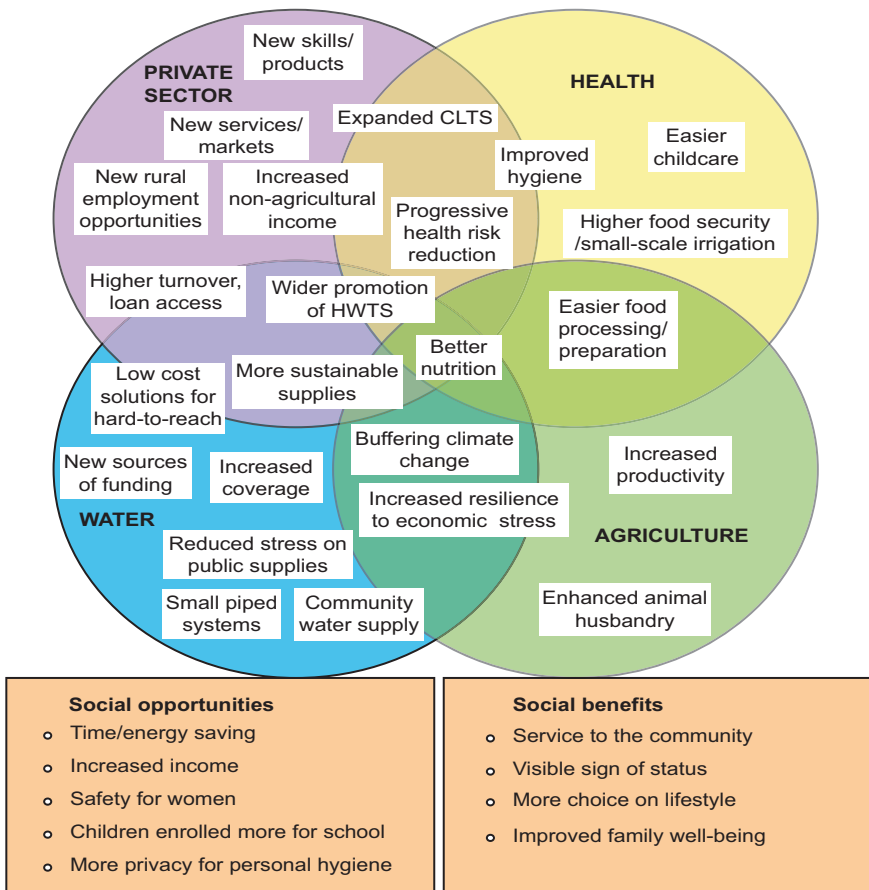 New skills/
products
PRIVATE
SECTOR
HEALTH
Expanded CLTS
New services/
markets
Easier
childcare
Improved
hygiene
New rural
employment
opportunities
Increased
non-agricultural
income
Progressive
health risk
reduction
Higher food security
/small-scale irrigation
Higher turnover,
loan access
Wider promotion
of HWTS
Easier food
processing/
preparation
Better
nutrition
Low cost
solutions for
hard-to-reach
More sustainable
supplies
Buffering climate
change
Increased
productivity
New sources
of funding
Increased
coverage
Increased resilience
to economic stress
WATER
AGRICULTURE
Reduced stress on
public supplies
Small piped
systems
Community
water supply
Enhanced animal
husbandry
Social opportunities
Time/energy saving
Increased income
Safety for women
Children enrolled more for school
More privacy for personal hygiene
Social benefits
Service to the community
Visible sign of status
More choice on lifestyle
Improved family well-being